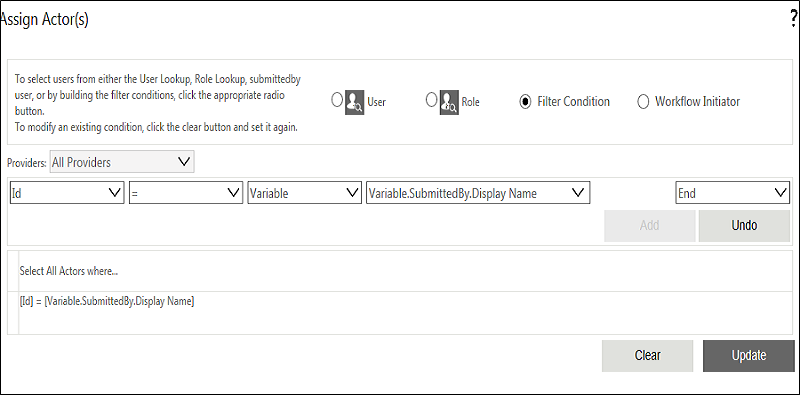 Assign Actor(s)
?
To select users from either the User Lookup, Role Lookup, submittedby
user, or by building the filter conditions, click the appropriate radio
button.
To modify an existing condition, click the clear button and set it again.
User
Role
Filter Condition
Workflow Initiator
Providers:
All Providers
Id
=
Variable
Variable.SubmittedBy.Display Name
End
Add
Undo
Select All Actors where...
[Id] = [Variable.SubmittedBy.Display Name]
Clear
Update